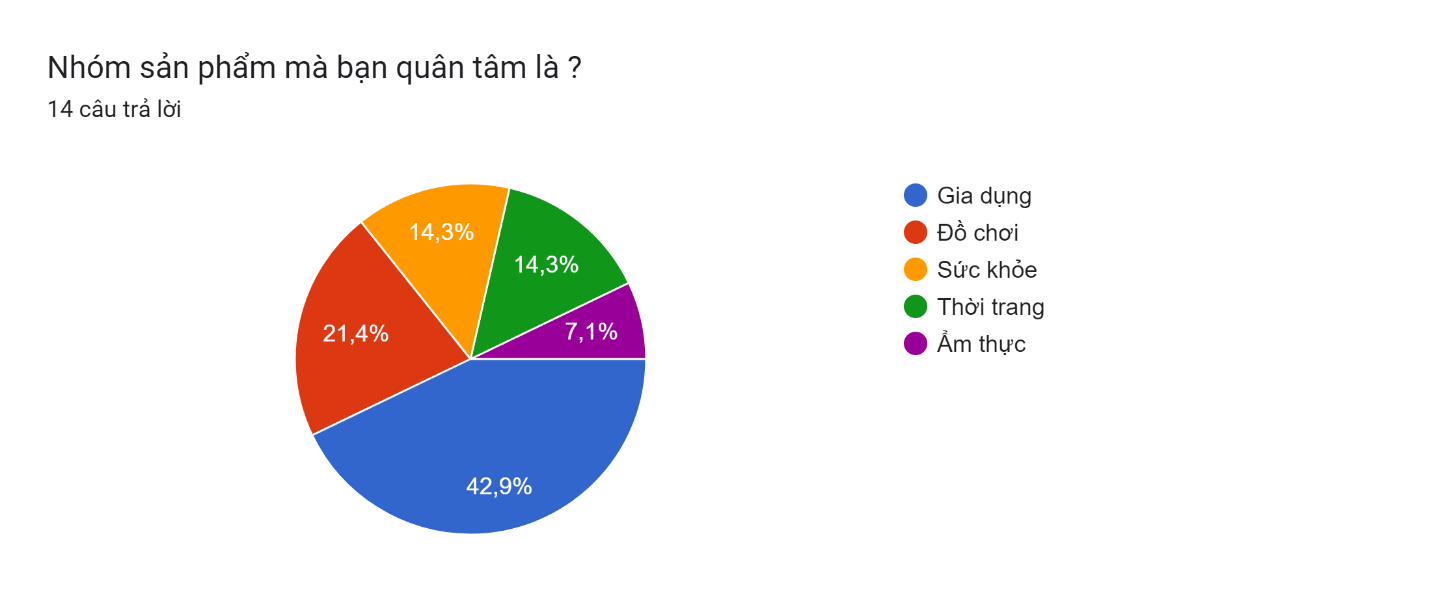 Nhóm sản phẩm mà bạn quân tâm là ?
14 câu trả lời
14,3%
14,3%
21,4%
7,1%
42,9%
Gia dụng
Đồ chơi
Sức khỏe
Thời trang
Ẩm thực